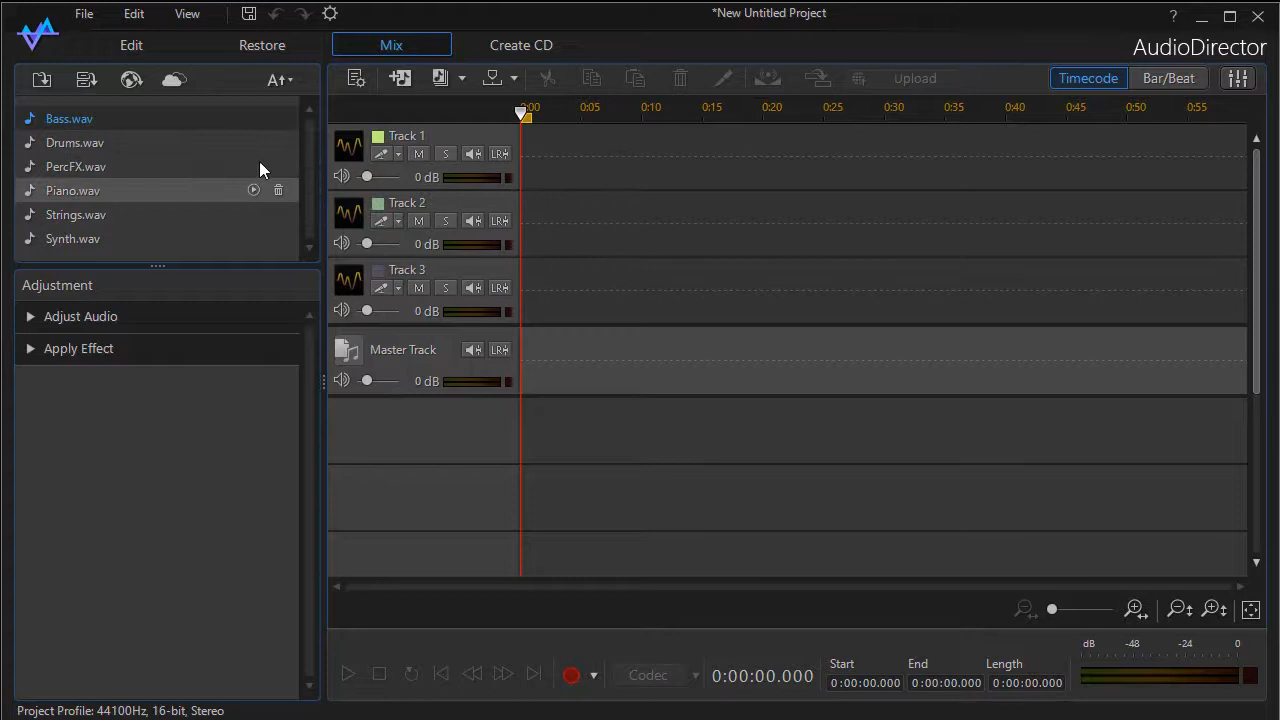 File Edit View *New Untitled Project ?
Edit Restore Mix Create CD AudioDirector
A Upload Timecode Bar/Beat
0:00 0:05 0:10 0:15 0:20 0:25 0:30 0:35 0:40 0:45 0:50 0:55
Bass.wav
Drums.wav
PercFX.wav
Piano.wav
Strings.wav
Synth.wav
Adjustment
Adjust Audio
Apply Effect
Track 1
M S LR
0 dB
Track 2
M S LR
0 dB
Track 3
M S LR
0 dB
Master Track LR
0 dB
Codec 0:00:00.000
Start End Length
0:00:00.000 0:00:00.000 0:00:00.000
dB -48 -24 0
Project Profile: 44100Hz, 16-bit, Stereo